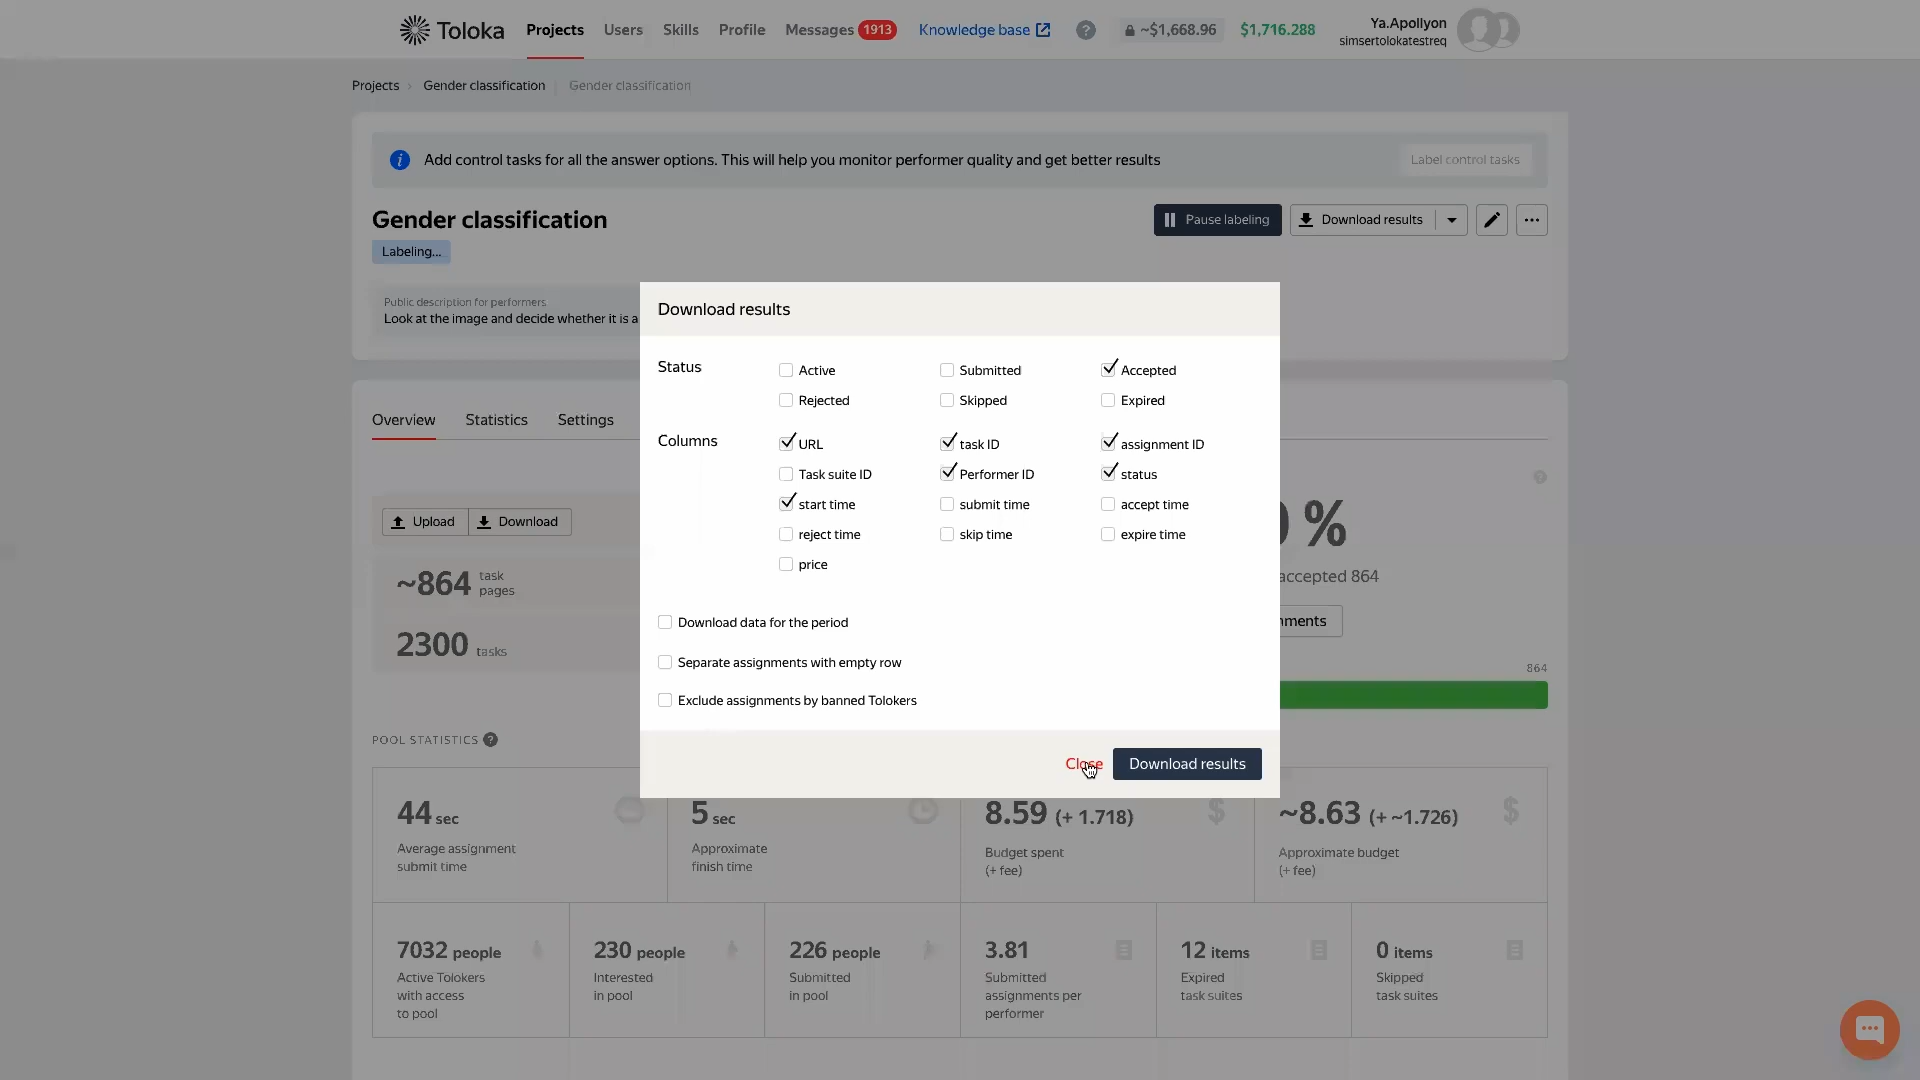 Toloka
Projects
Users
Skills
Profile
Messages 1913
Knowledge base
?
~$1,668.96
$1,716.288
Ya.Apollyon
simsertolokatestreq
Projects › Gender classification
Gender classification
Add control tasks for all the answer options. This will help you monitor performer quality and get better results
Label control tasks
Gender classification
Pause labeling
Download results
Labeling...
Public description for performers.
Look at the image and decide whether it is a
Download results
Status
Active
Submitted
Accepted
Rejected
Skipped
Expired
Columns
URL
task ID
assignment ID
Task suite ID
Performer ID
status
start time
submit time
accept time
reject time
skip time
expire time
price
Download data for the period
Separate assignments with empty row
Exclude assignments by banned Tolokers
Close
Download results
Overview
Statistics
Settings
Upload
Download
%
accepted 864
~864 task pages
2300 tasks
864
POOL STATISTICS ?
44 sec
Average assignment
submit time
5 sec
Approximate
finish time
8.59 (+ 1.718)
Budget spent
(+ fee)
~8.63 (+ ~1.726)
Approximate budget
(+ fee)
7032 people
Active Tolokers
with access
to pool
230 people
Interested
in pool
226 people
Submitted
in pool
3.81
Submitted
assignments per
performer
12 items
Expired
task suites
0 items
Skipped
task suites